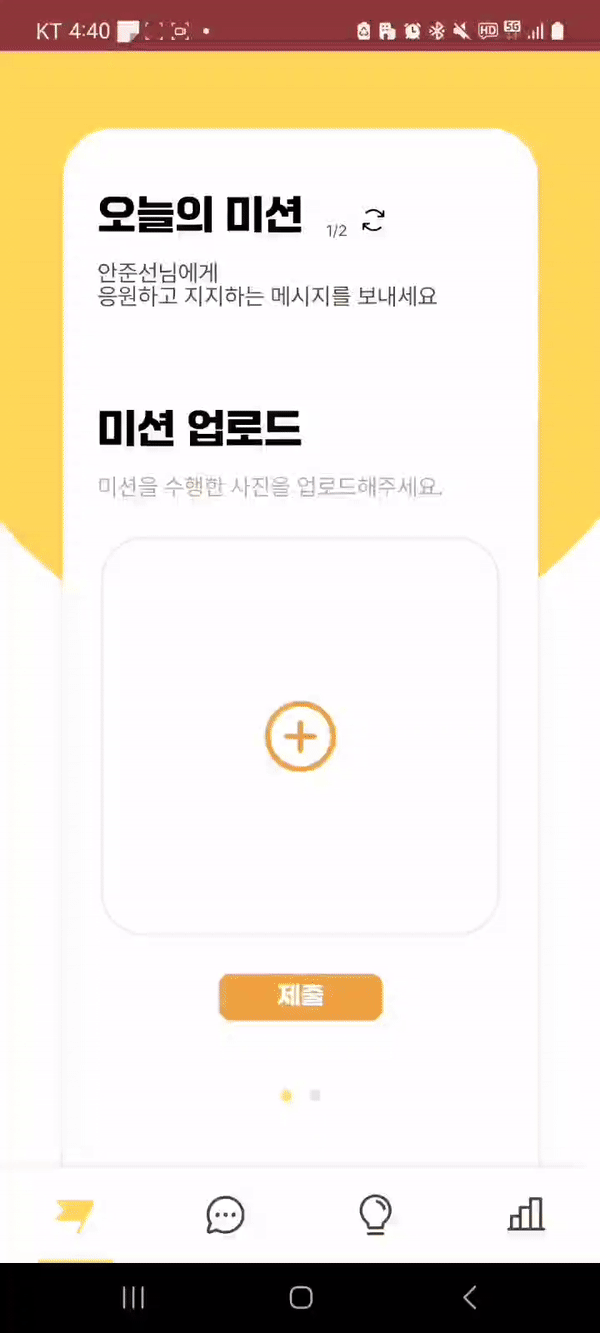 KT 4:40
HD 5G
오늘의 미션 1/2
안준선님에게
응원하고 지지하는 메시지를 보내세요
미션 업로드
미션을 수행한 사진을 업로드해주세요.
제출